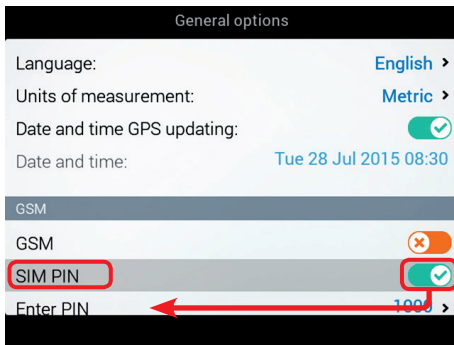 General options
Language: English
Units of measurement: Metric
Date and time GPS updating:
Date and time: Tue 28 Jul 2015 08:30
GSM
GSM
SIM PIN
Enter PIN 1000